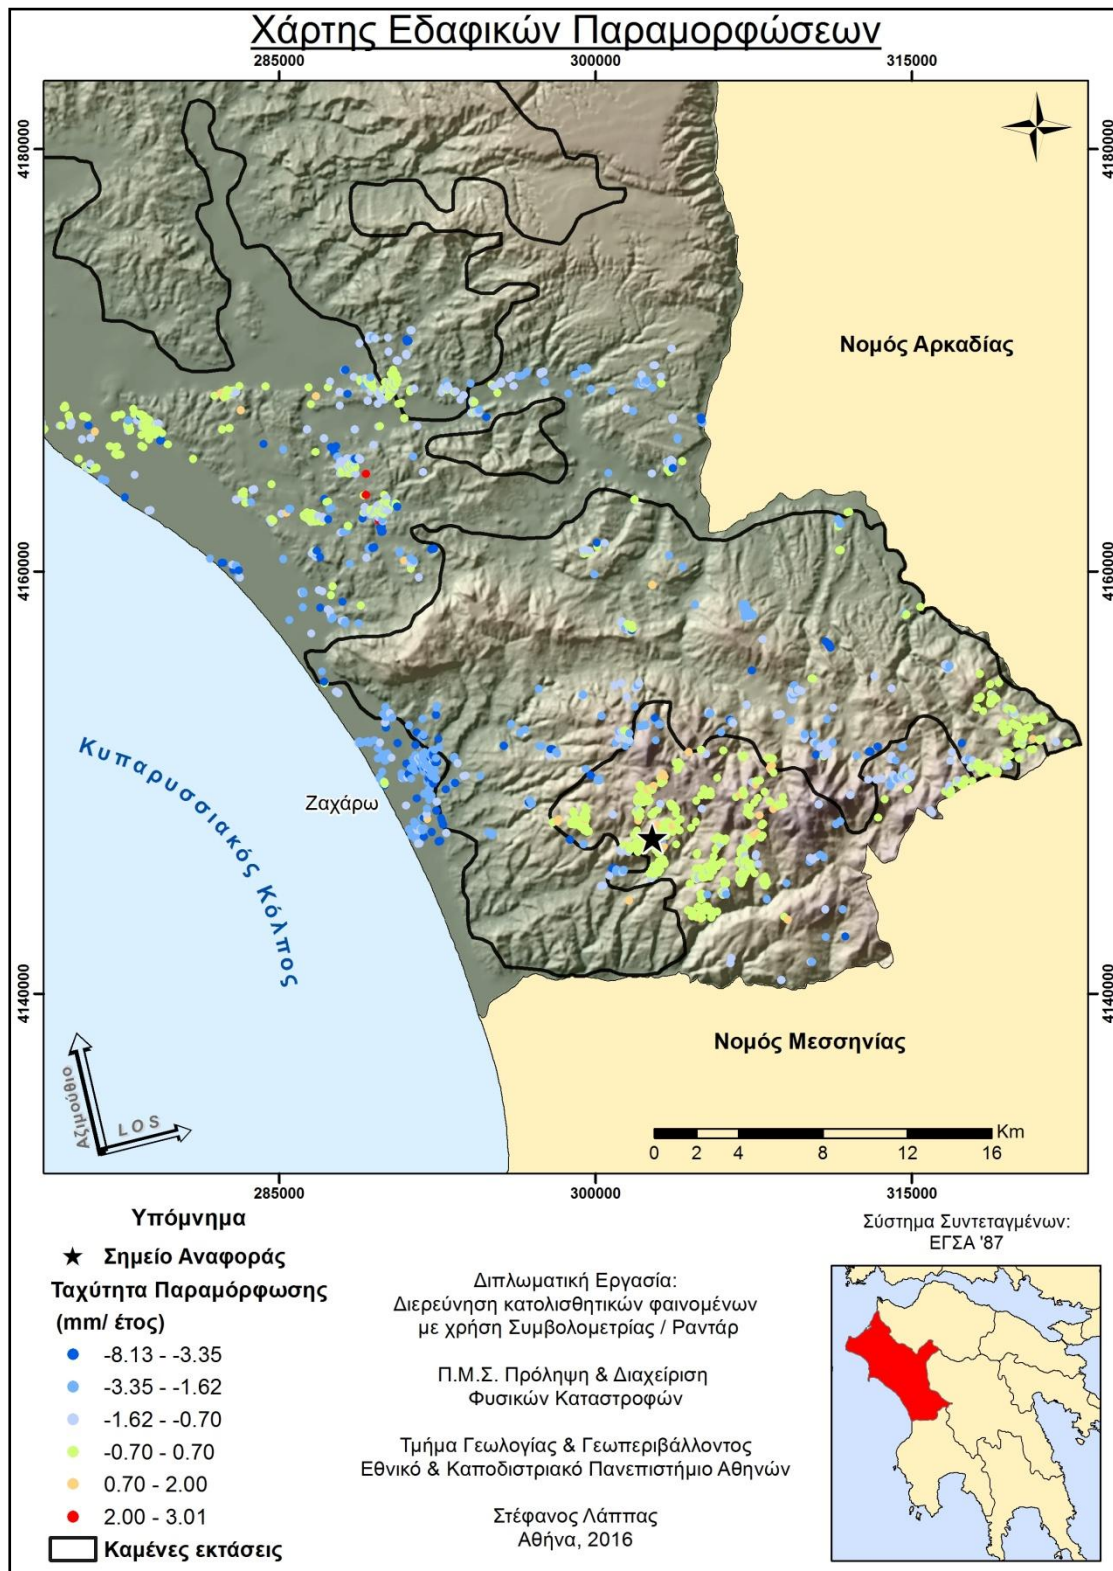 Χάρτης Εδαφικών Παραμορφώσεων
285000 300000 315000
4180000 4180000
Νομός Αρκαδίας
4160000 4160000
Ζαχάρω
Κυπαρυσσιακός Κόλπος
4140000 4140000
Νομός Μεσσηνίας
Αζιμούθιο
LOS
Km
0 2 4 8 12 16
285000 300000 315000
Υπόμνημα
Σημείο Αναφοράς
Ταχύτητα Παραμόρφωσης
(mm/ έτος)
-8.13 - -3.35
-3.35 - -1.62
-1.62 - -0.70
-0.70 - 0.70
0.70 - 2.00
2.00 - 3.01
Καμένες εκτάσεις
Διπλωματική Εργασία:
Διερεύνηση κατολισθητικών φαινομένων
με χρήση Συμβολομετρίας / Ραντάρ
Π.Μ.Σ. Πρόληψη & Διαχείριση
Φυσικών Καταστροφών
Τμήμα Γεωλογίας & Γεωπεριβάλλοντος
Εθνικό & Καποδιστριακό Πανεπιστήμιο Αθηνών
Στέφανος Λάππας
Αθήνα, 2016
Σύστημα Συντεταγμένων:
ΕΓΣΑ '87